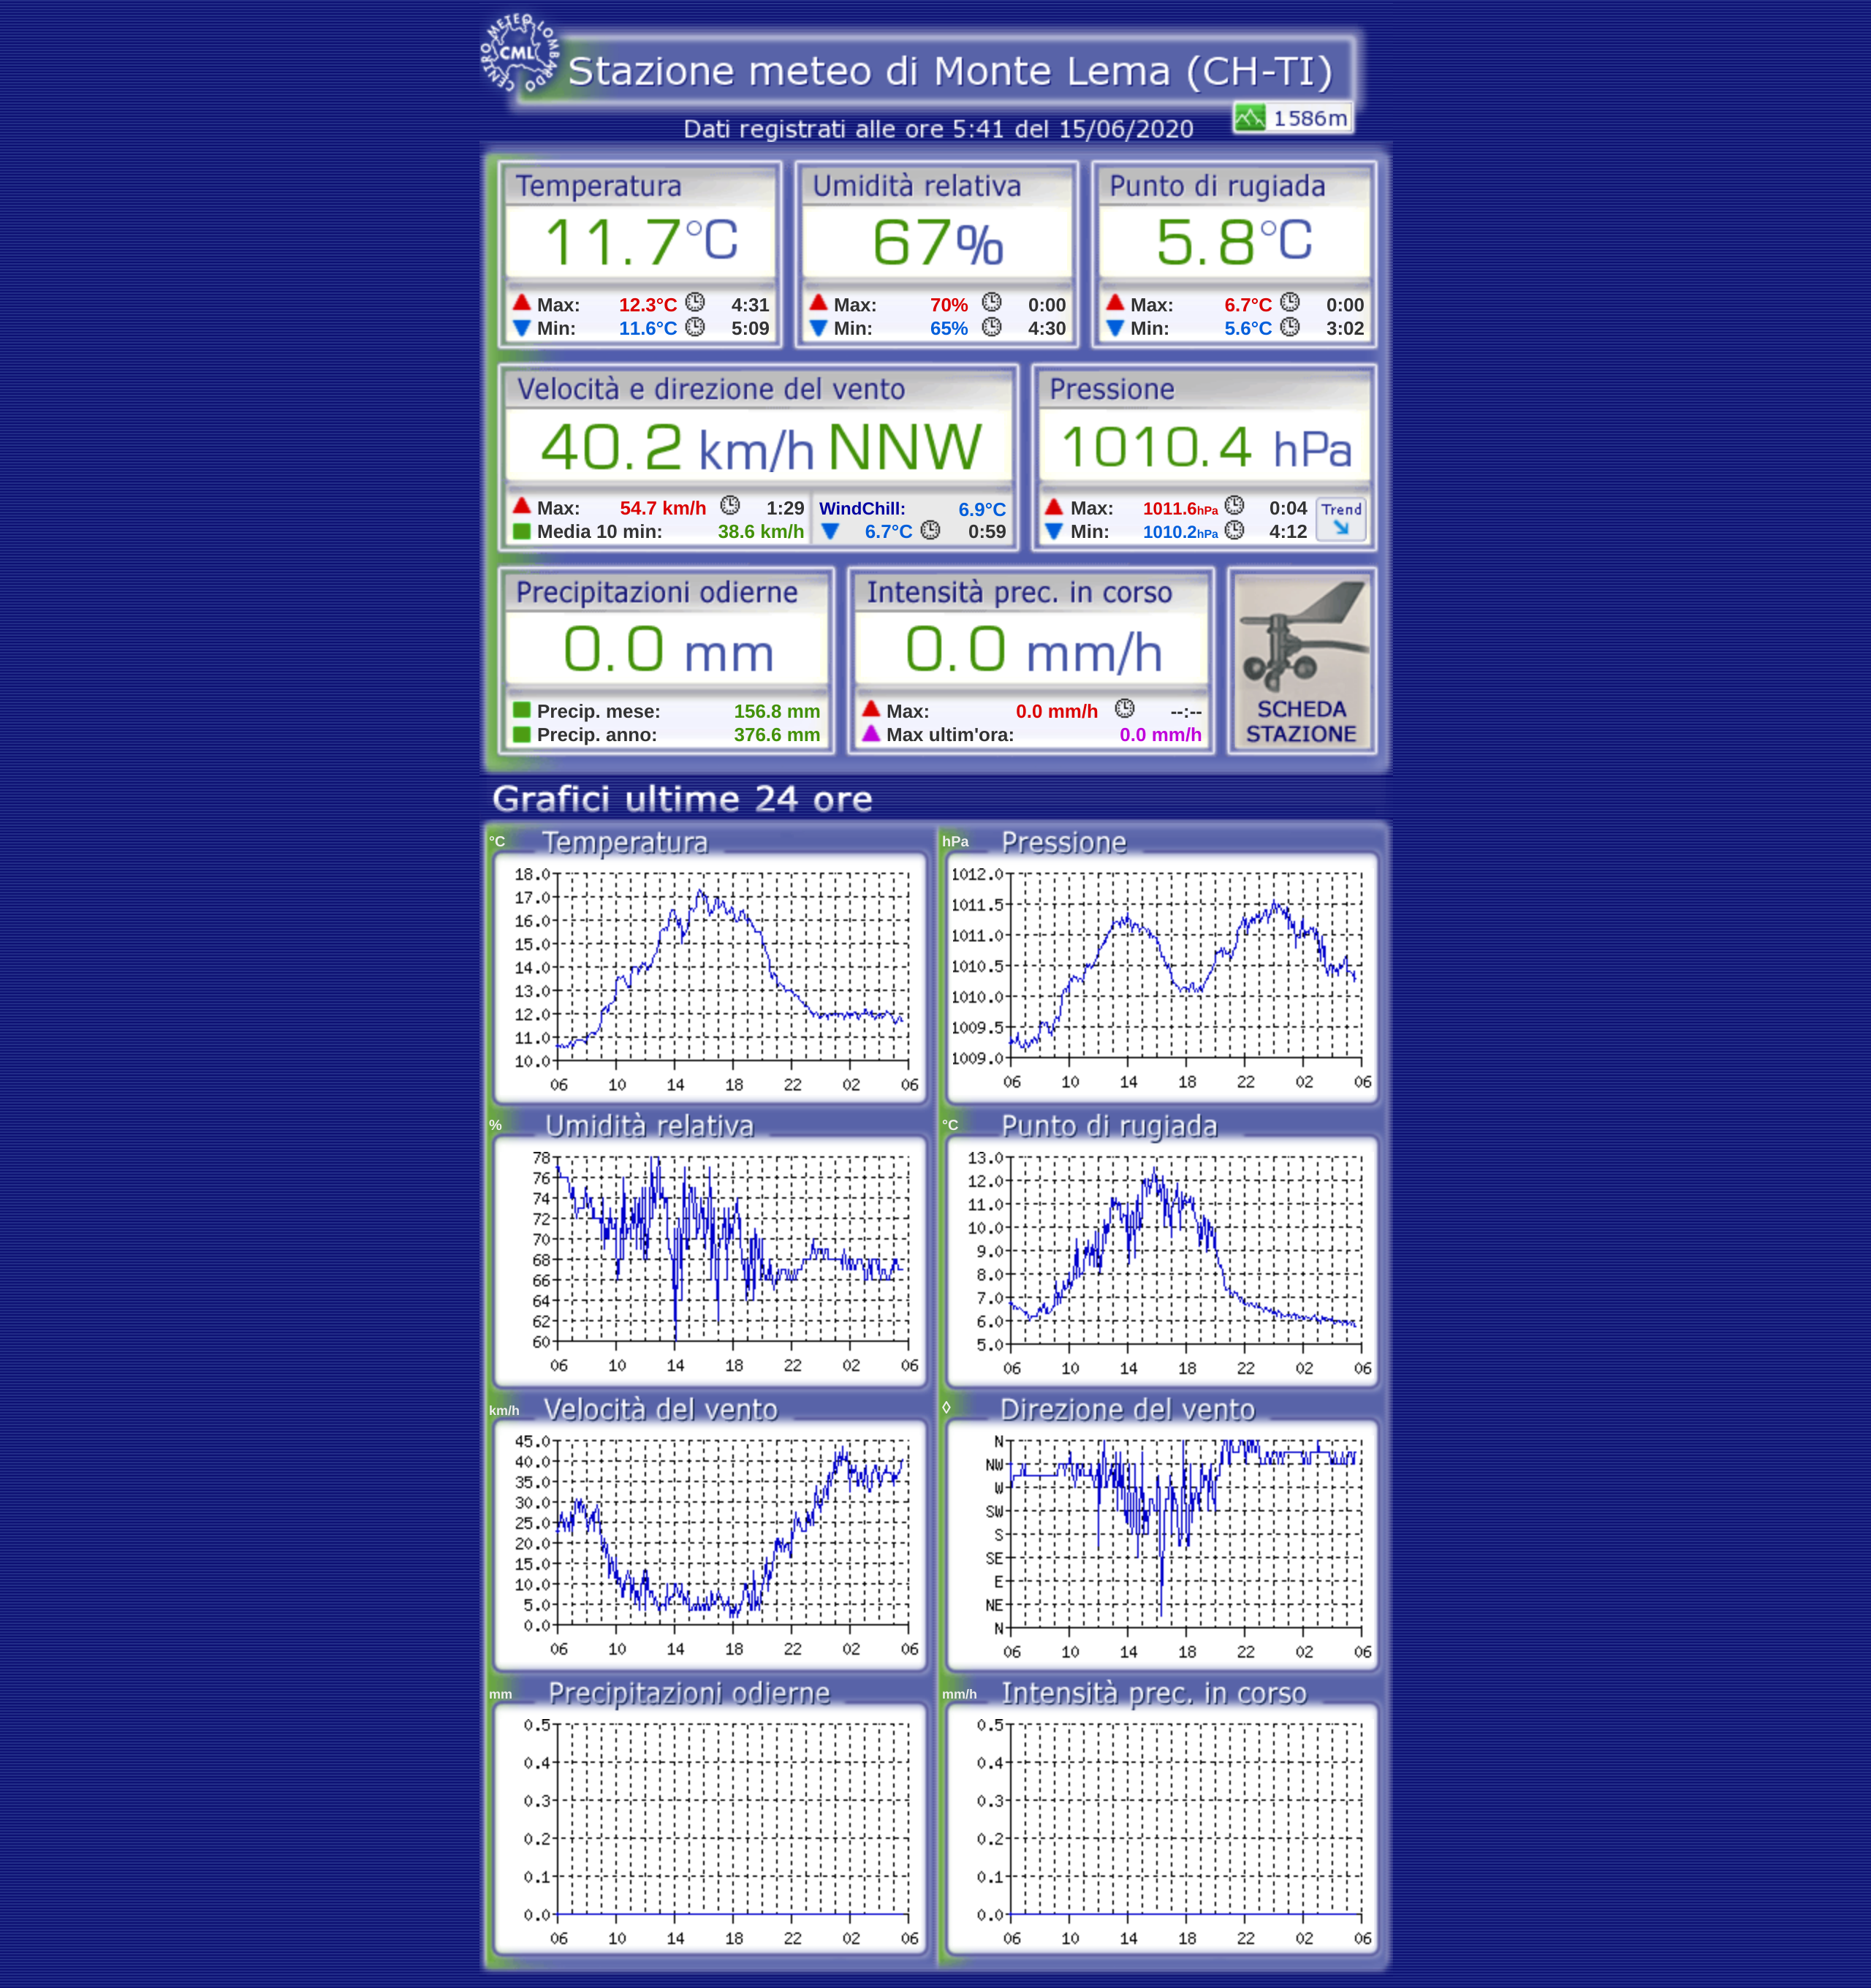 CENTRO METEO LOMBARDO
CML
Stazione meteo di Monte Lema (CH-TI)
1586m
Dati registrati alle ore 5:41 del 15/06/2020
Temperatura Umidità relativa Punto di rugiada
11.7°C 67% 5.8°C
Max: 12.3°C 4:31 Max: 70% 0:00 Max: 6.7°C 0:00
Min: 11.6°C 5:09 Min: 65% 4:30 Min: 5.6°C 3:02
Velocità e direzione del vento Pressione
40.2 km/h NNW 1010.4 hPa
Max: 54.7 km/h 1:29 WindChill: 6.9°C Max: 1011.6hPa 0:04 Trend
Media 10 min: 38.6 km/h 6.7°C 0:59 Min: 1010.2hPa 4:12
Precipitazioni odierne Intensità prec. in corso
0.0 mm 0.0 mm/h
Precip. mese: 156.8 mm Max: 0.0 mm/h --:-- SCHEDA
Precip. anno: 376.6 mm Max ultim'ora: 0.0 mm/h STAZIONE
Grafici ultime 24 ore
°C Temperatura
18.0
17.0
16.0
15.0
14.0
13.0
12.0
11.0
10.0
06 10 14 18 22 02 06
hPa Pressione
1012.0
1011.5
1011.0
1010.5
1010.0
1009.5
1009.0
06 10 14 18 22 02 06
% Umidità relativa
78
76
74
72
70
68
66
64
62
60
06 10 14 18 22 02 06
°C Punto di rugiada
13.0
12.0
11.0
10.0
9.0
8.0
7.0
6.0
5.0
06 10 14 18 22 02 06
km/h Velocità del vento
45.0
40.0
35.0
30.0
25.0
20.0
15.0
10.0
5.0
0.0
06 10 14 18 22 02 06
◊ Direzione del vento
N
NW
W
SW
S
SE
E
NE
N
06 10 14 18 22 02 06
mm Precipitazioni odierne
0.5
0.4
0.3
0.2
0.1
0.0
06 10 14 18 22 02 06
mm/h Intensità prec. in corso
0.5
0.4
0.3
0.2
0.1
0.0
06 10 14 18 22 02 06